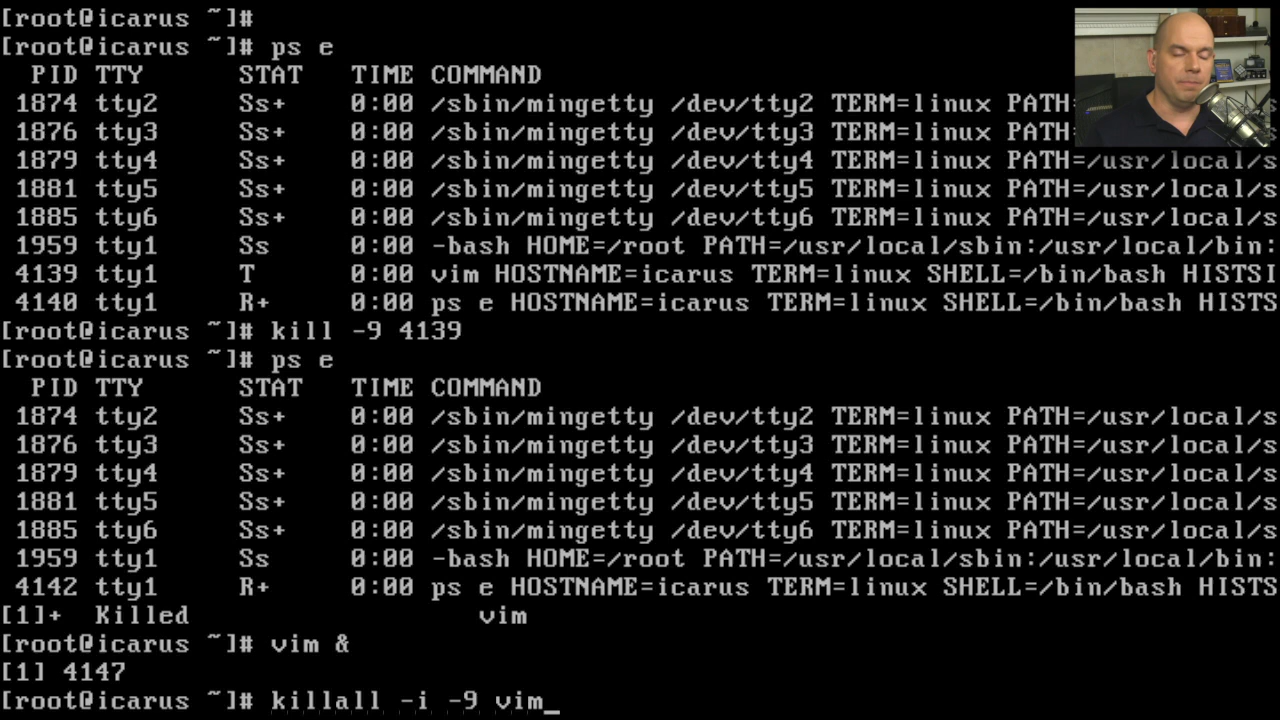 [root@icarus ~]#
[root@icarus ~]# ps e
PID TTY STAT TIME COMMAND
1874 tty2 Ss+ 0:00 /sbin/mingetty /dev/tty2 TERM=linux PATH=
1876 tty3 Ss+ 0:00 /sbin/mingetty /dev/tty3 TERM=linux PATH=
1879 tty4 Ss+ 0:00 /sbin/mingetty /dev/tty4 TERM=linux PATH=/usr/local/s
1881 tty5 Ss+ 0:00 /sbin/mingetty /dev/tty5 TERM=linux PATH=/usr/local/s
1885 tty6 Ss+ 0:00 /sbin/mingetty /dev/tty6 TERM=linux PATH=/usr/local/s
1959 tty1 Ss 0:00 -bash HOME=/root PATH=/usr/local/sbin:/usr/local/bin:
4139 tty1 T 0:00 vim HOSTNAME=icarus TERM=linux SHELL=/bin/bash HISTSI
4140 tty1 R+ 0:00 ps e HOSTNAME=icarus TERM=linux SHELL=/bin/bash HISTS
[root@icarus ~]# kill -9 4139
[root@icarus ~]# ps e
PID TTY STAT TIME COMMAND
1874 tty2 Ss+ 0:00 /sbin/mingetty /dev/tty2 TERM=linux PATH=/usr/local/s
1876 tty3 Ss+ 0:00 /sbin/mingetty /dev/tty3 TERM=linux PATH=/usr/local/s
1879 tty4 Ss+ 0:00 /sbin/mingetty /dev/tty4 TERM=linux PATH=/usr/local/s
1881 tty5 Ss+ 0:00 /sbin/mingetty /dev/tty5 TERM=linux PATH=/usr/local/s
1885 tty6 Ss+ 0:00 /sbin/mingetty /dev/tty6 TERM=linux PATH=/usr/local/s
1959 tty1 Ss 0:00 -bash HOME=/root PATH=/usr/local/sbin:/usr/local/bin:
4142 tty1 R+ 0:00 ps e HOSTNAME=icarus TERM=linux SHELL=/bin/bash HISTS
[1]+ Killed vim
[root@icarus ~]# vim &
[1] 4147
[root@icarus ~]# killall -i -9 vim_